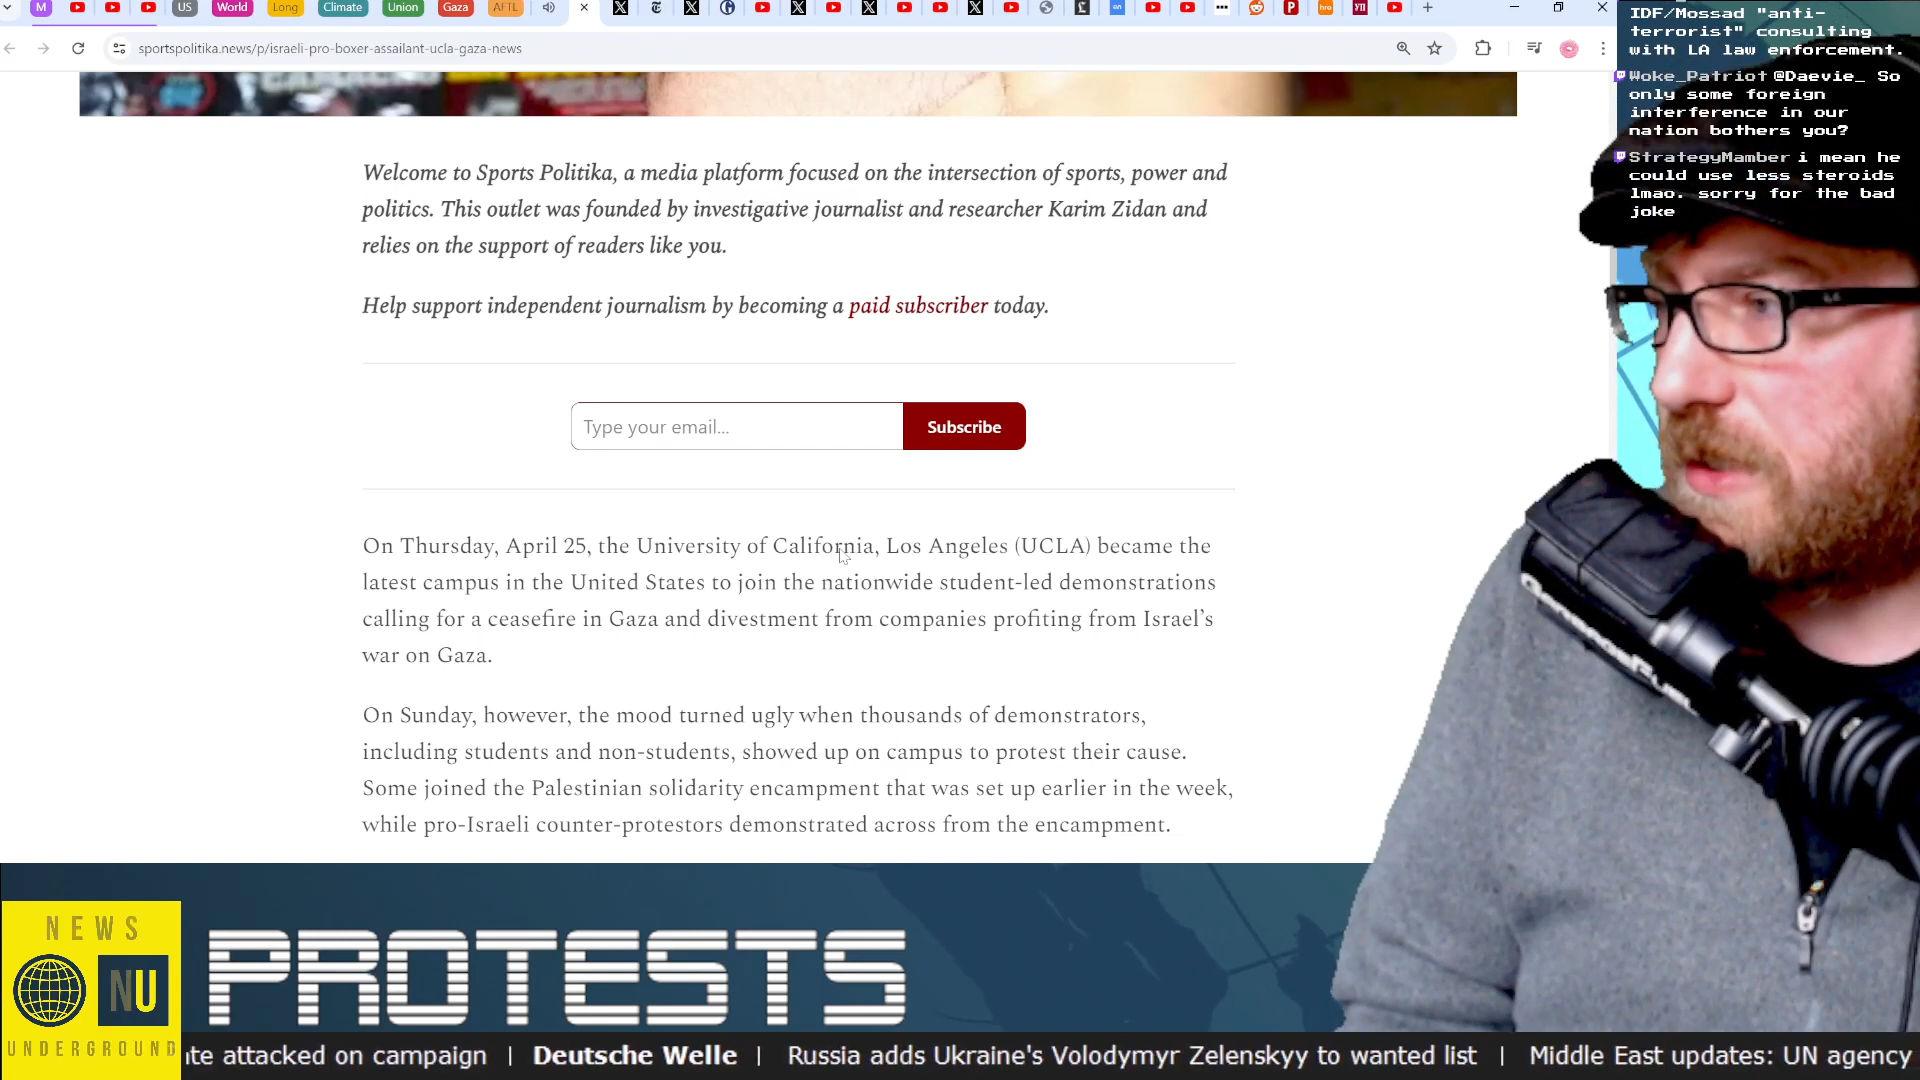 M
US
World
Long
Climate
Union
Gaza
AFTL
sportspolitika.news/p/israeli-pro-boxer-assailant-ucla-gaza-news
IDF/Mossad "anti-
terrorist" consulting
with LA law enforcement.
Woke_Patriot @Daevie_ So
only some foreign
interference in our
nation bothers you?
StrategyMamber i mean he
could use less steroids
lmao. sorry for the bad
joke
Welcome to Sports Politika, a media platform focused on the intersection of sports, power and
politics. This outlet was founded by investigative journalist and researcher Karim Zidan and
relies on the support of readers like you.
Help support independent journalism by becoming a paid subscriber today.
Type your email...
Subscribe
On Thursday, April 25, the University of California, Los Angeles (UCLA) became the
latest campus in the United States to join the nationwide student-led demonstrations
calling for a ceasefire in Gaza and divestment from companies profiting from Israel's
war on Gaza.
On Sunday, however, the mood turned ugly when thousands of demonstrators,
including students and non-students, showed up on campus to protest their cause.
Some joined the Palestinian solidarity encampment that was set up earlier in the week,
while pro-Israeli counter-protestors demonstrated across from the encampment.
NEWS
NU
UNDERGROUND
PROTESTS
te attacked on campaign | Deutsche Welle | Russia adds Ukraine's Volodymyr Zelenskyy to wanted list | Middle East updates: UN agency